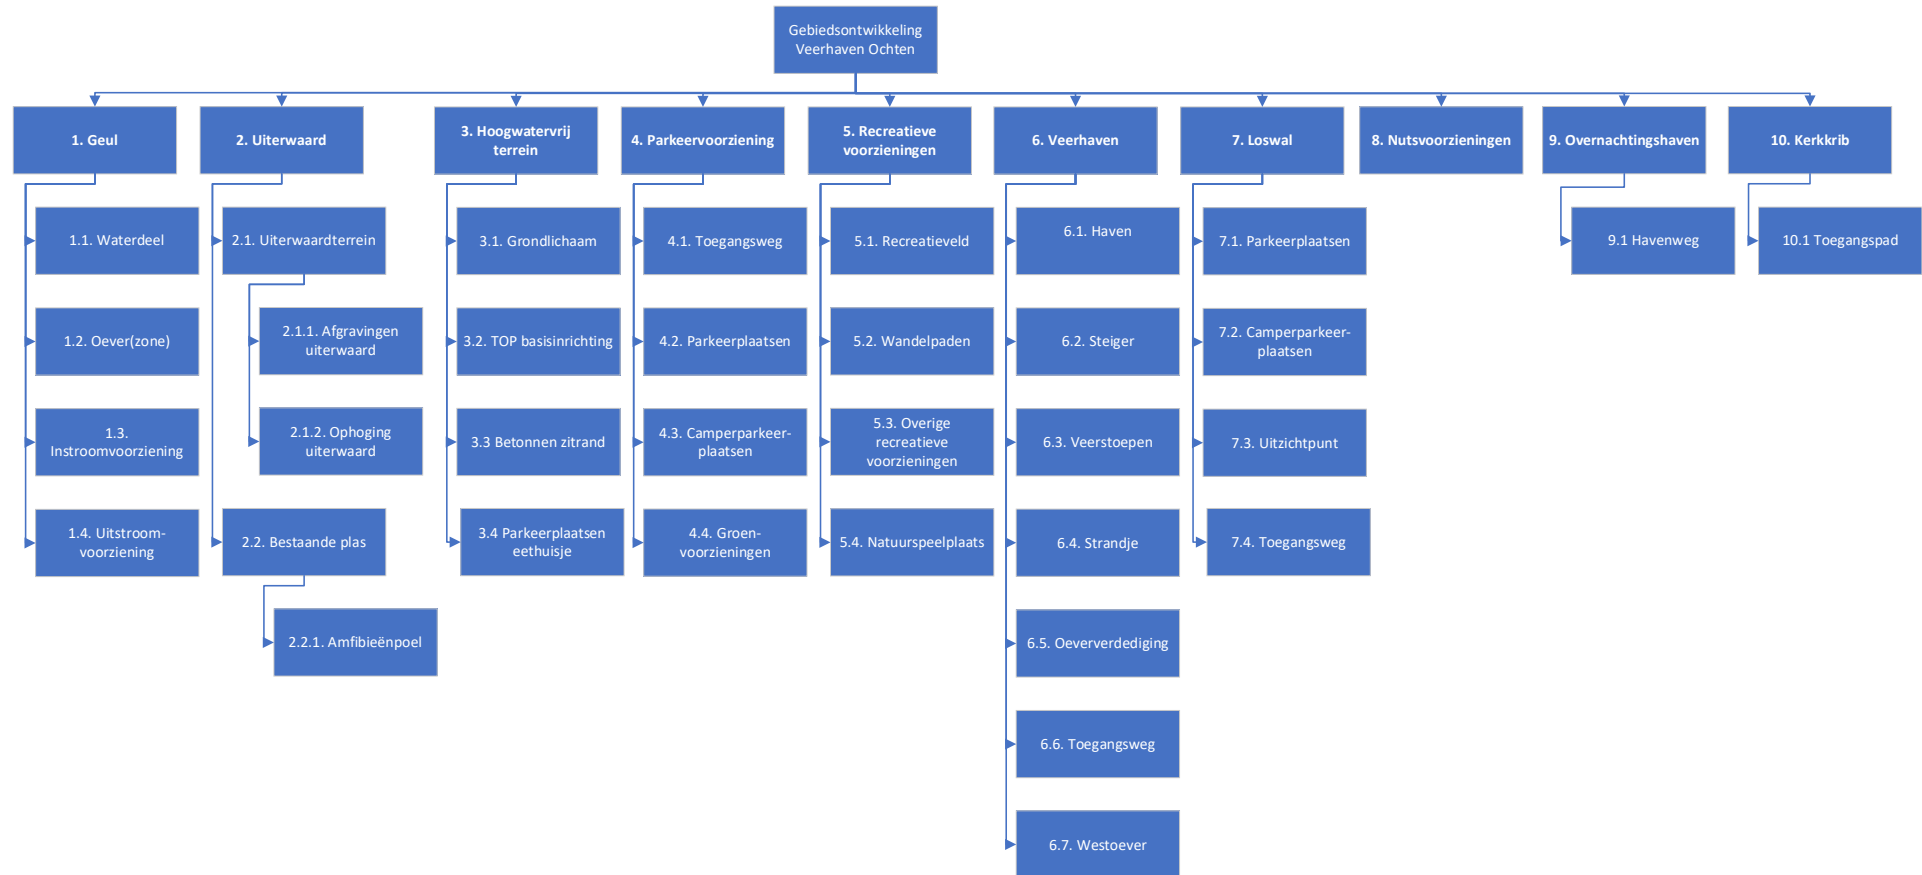 Gebiedsontwikkeling
Veerhaven Ochten
1. Geul
2. Uiterwaard
3. Hoogwatervrij
terrein
4. Parkeervoorziening
5. Recreatieve
voorzieningen
6. Veerhaven
7. Loswal
8. Nutsvoorzieningen
9. Overnachtingshaven
10. Kerkkrib
1.1. Waterdeel
2.1. Uiterwaardterrein
3.1. Grondlichaam
4.1. Toegangsweg
5.1. Recreatieveld
6.1. Haven
7.1. Parkeerplaatsen
9.1 Havenweg
10.1 Toegangspad
1.2. Oever(zone)
2.1.1. Afgravingen
uiterwaard
3.2. TOP basisinrichting
4.2. Parkeerplaatsen
5.2. Wandelpaden
6.2. Steiger
7.2. Camperparkeer-
plaatsen
1.3.
Instroomvoorziening
2.1.2. Ophoging
uiterwaard
3.3 Betonnen zitrand
4.3. Camperparkeer-
plaatsen
5.3. Overige
recreatieve
voorzieningen
6.3. Veerstoepen
7.3. Uitzichtpunt
1.4. Uitstroom-
voorziening
2.2. Bestaande plas
3.4 Parkeerplaatsen
eethuisje
4.4. Groen-
voorzieningen
5.4. Natuurspeelplaats
6.4. Strandje
7.4. Toegangsweg
2.2.1. Amfibieënpoel
6.5. Oeververdediging
6.6. Toegangsweg
6.7. Westoever